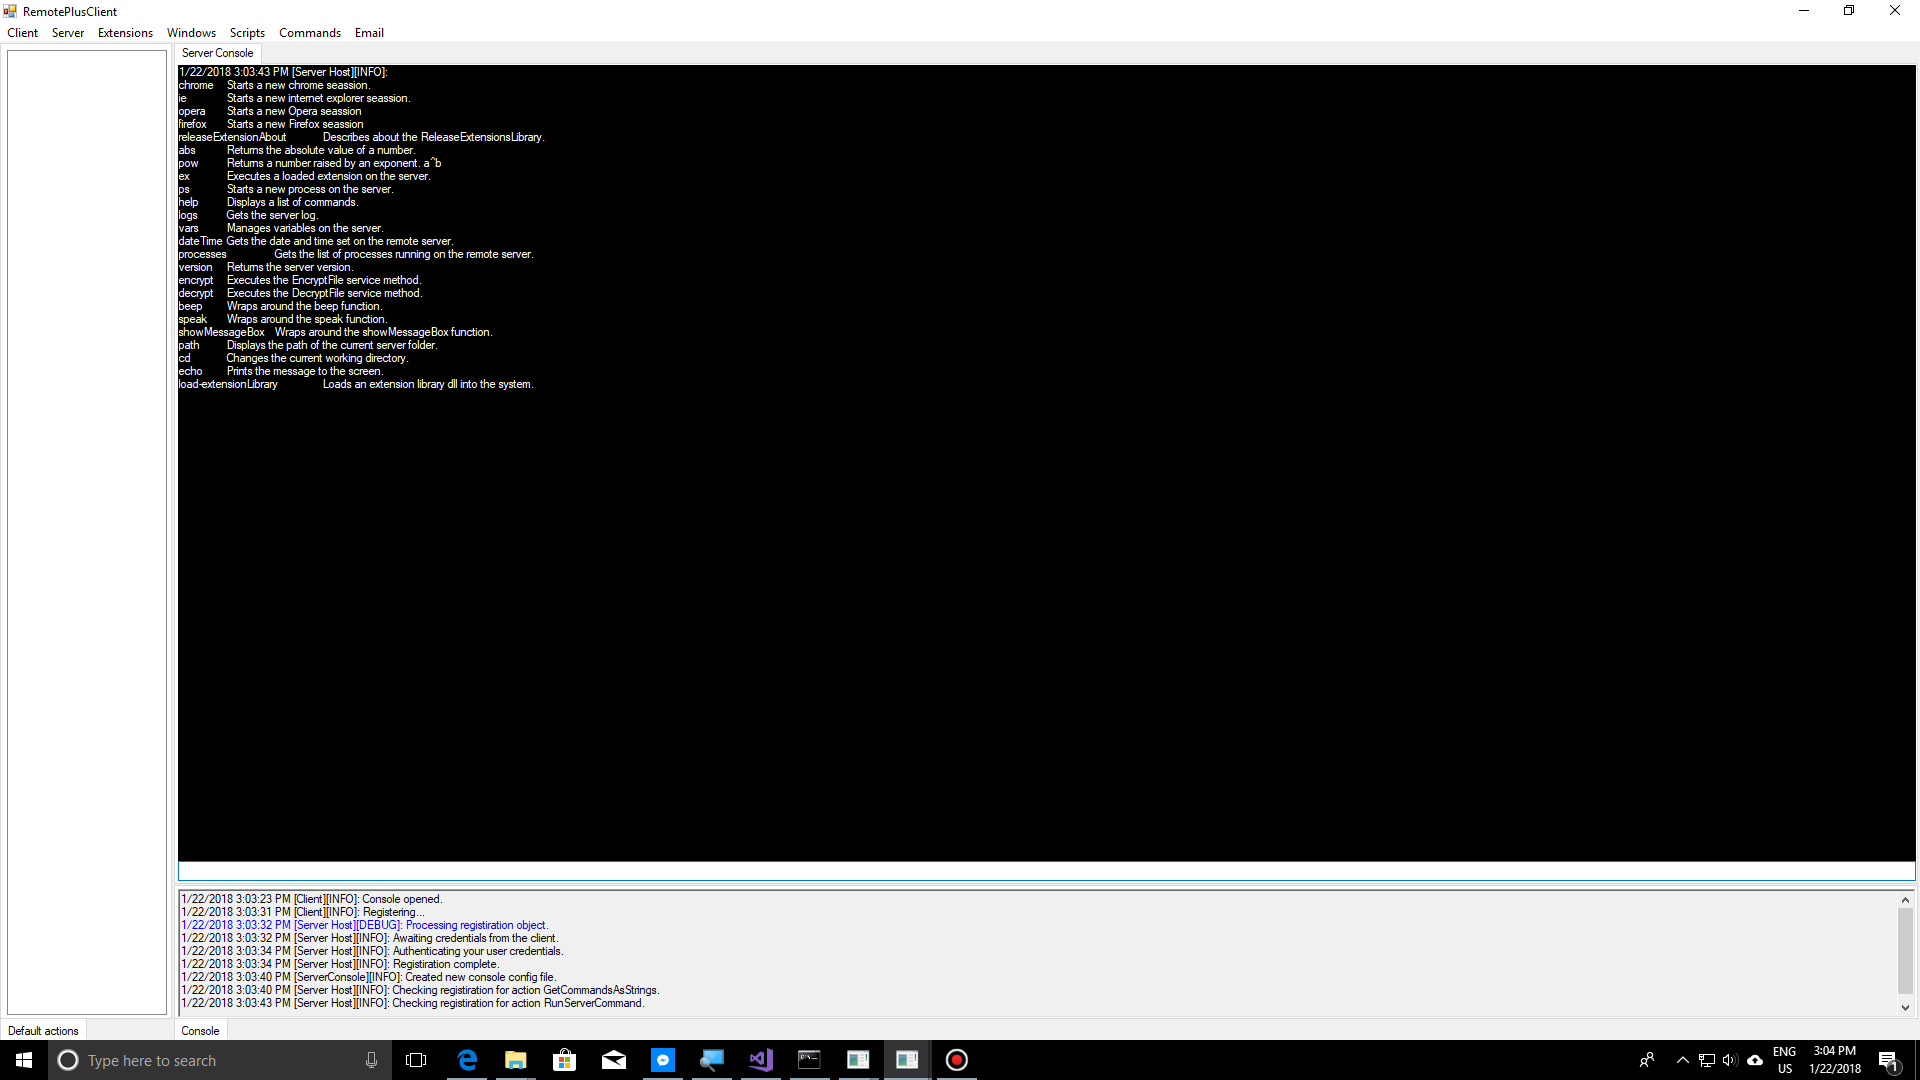 RemotePlusClient
Client Server Extensions Windows Scripts Commands Email
Server Console
1/22/2018 3:03:43 PM [Server Host][INFO]:
chrome Starts a new chrome seassion.
ie Starts a new internet explorer seassion.
opera Starts a new Opera seassion
firefox Starts a new Firefox seassion
releaseExtensionAbout Describes about the ReleaseExtensionsLibrary.
abs Returns the absolute value of a number.
pow Returns a number raised by an exponent. a^b
ex Executes a loaded extension on the server.
ps Starts a new process on the server.
help Displays a list of commands.
logs Gets the server log.
vars Manages variables on the server.
dateTime Gets the date and time set on the remote server.
processes Gets the list of processes running on the remote server.
version Returns the server version.
encrypt Executes the EncryptFile service method.
decrypt Executes the DecryptFile service method.
beep Wraps around the beep function.
speak Wraps around the speak function.
showMessageBox Wraps around the showMessageBox function.
path Displays the path of the current server folder.
cd Changes the current working directory.
echo Prints the message to the screen.
load-extensionLibrary Loads an extension library dll into the system.
1/22/2018 3:03:23 PM [Client][INFO]: Console opened.
1/22/2018 3:03:31 PM [Client][INFO]: Registering...
1/22/2018 3:03:32 PM [Server Host][DEBUG]: Processing registiration object.
1/22/2018 3:03:32 PM [Server Host][INFO]: Awaiting credentials from the client.
1/22/2018 3:03:34 PM [Server Host][INFO]: Authenticating your user credentials.
1/22/2018 3:03:34 PM [Server Host][INFO]: Registiration complete.
1/22/2018 3:03:40 PM [ServerConsole][INFO]: Created new console config file.
1/22/2018 3:03:40 PM [Server Host][INFO]: Checking registiration for action GetCommandsAsStrings.
1/22/2018 3:03:43 PM [Server Host][INFO]: Checking registiration for action RunServerCommand.
Default actions
Console
Type here to search
ENG
US
3:04 PM
1/22/2018
1